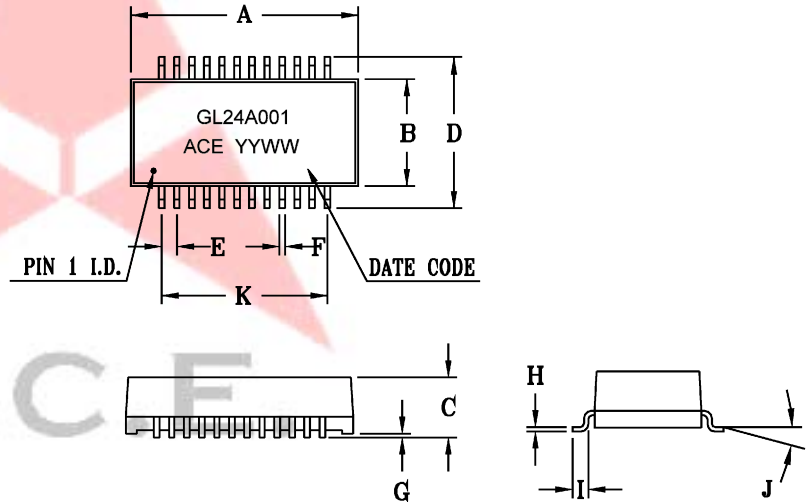 A
GL24A001
ACE YYWW
B
D
E
F
PIN 1 I.D.
DATE CODE
K
C.E.
C
G
H
I
J